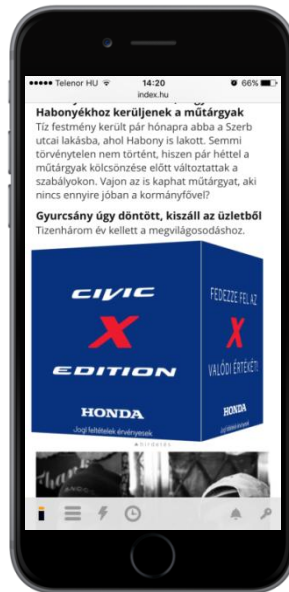 Telenor HU 14:20 66%
index.hu
Habonyékhoz kerüljenek a műtárgyak
Tíz festmény került pár hónapra abba a Szerb
utcai lakásba, ahol Habony is lakott. Semmi
törvénytelen nem történt, hiszen pár héttel a
műtárgyak kölcsönzése előtt változtattak a
szabályokon. Vajon az is kaphat műtárgyat, aki
nincs ennyire jóban a kormányfővel?
Gyurcsány úgy döntött, kiszáll az üzletből
Tizenhárom év kellett a megvilágosodáshoz.
CIVIC
X
EDITION
HONDA
Jogi feltételek érvényesek
FEDEZZE FEL AZ
X
VALÓDI ÉRTÉKÉT!
HONDA
Jogi feltételek érvényesek
hirdetés
i